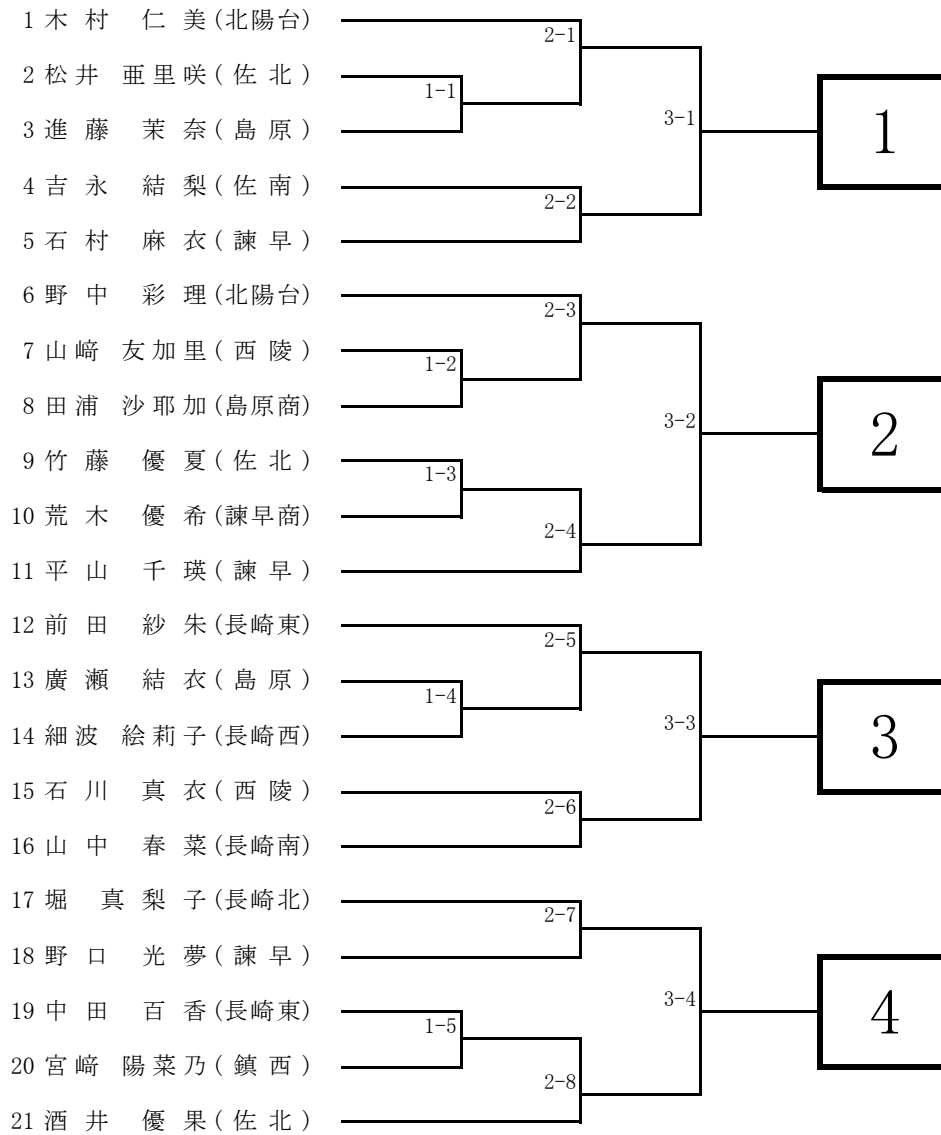 1 木村 仁美(北陽台)
2-1
2 松井 亜里咲(佐北)
1-1
3 進藤 茉奈(島原)
3-1
1
4 吉永 結梨(佐南)
2-2
5 石村 麻衣(諫早)
6 野中 彩理(北陽台)
2-3
7 山﨑 友加里(西陵)
1-2
8 田浦 沙耶加(島原商)
3-2
2
9 竹藤 優夏(佐北)
1-3
10 荒木 優希(諫早商)
2-4
11 平山 千瑛(諫早)
12 前田 紗朱(長崎東)
2-5
13 廣瀬 結衣(島原)
1-4
14 細波 絵莉子(長崎西)
3-3
3
15 石川 真衣(西陵)
2-6
16 山中 春菜(長崎南)
17 堀 真梨子(長崎北)
2-7
18 野口 光夢(諫早)
19 中田 百香(長崎東)
3-4
4
1-5
20 宮﨑 陽菜乃(鎮西)
2-8
21 酒井 優果(佐北)